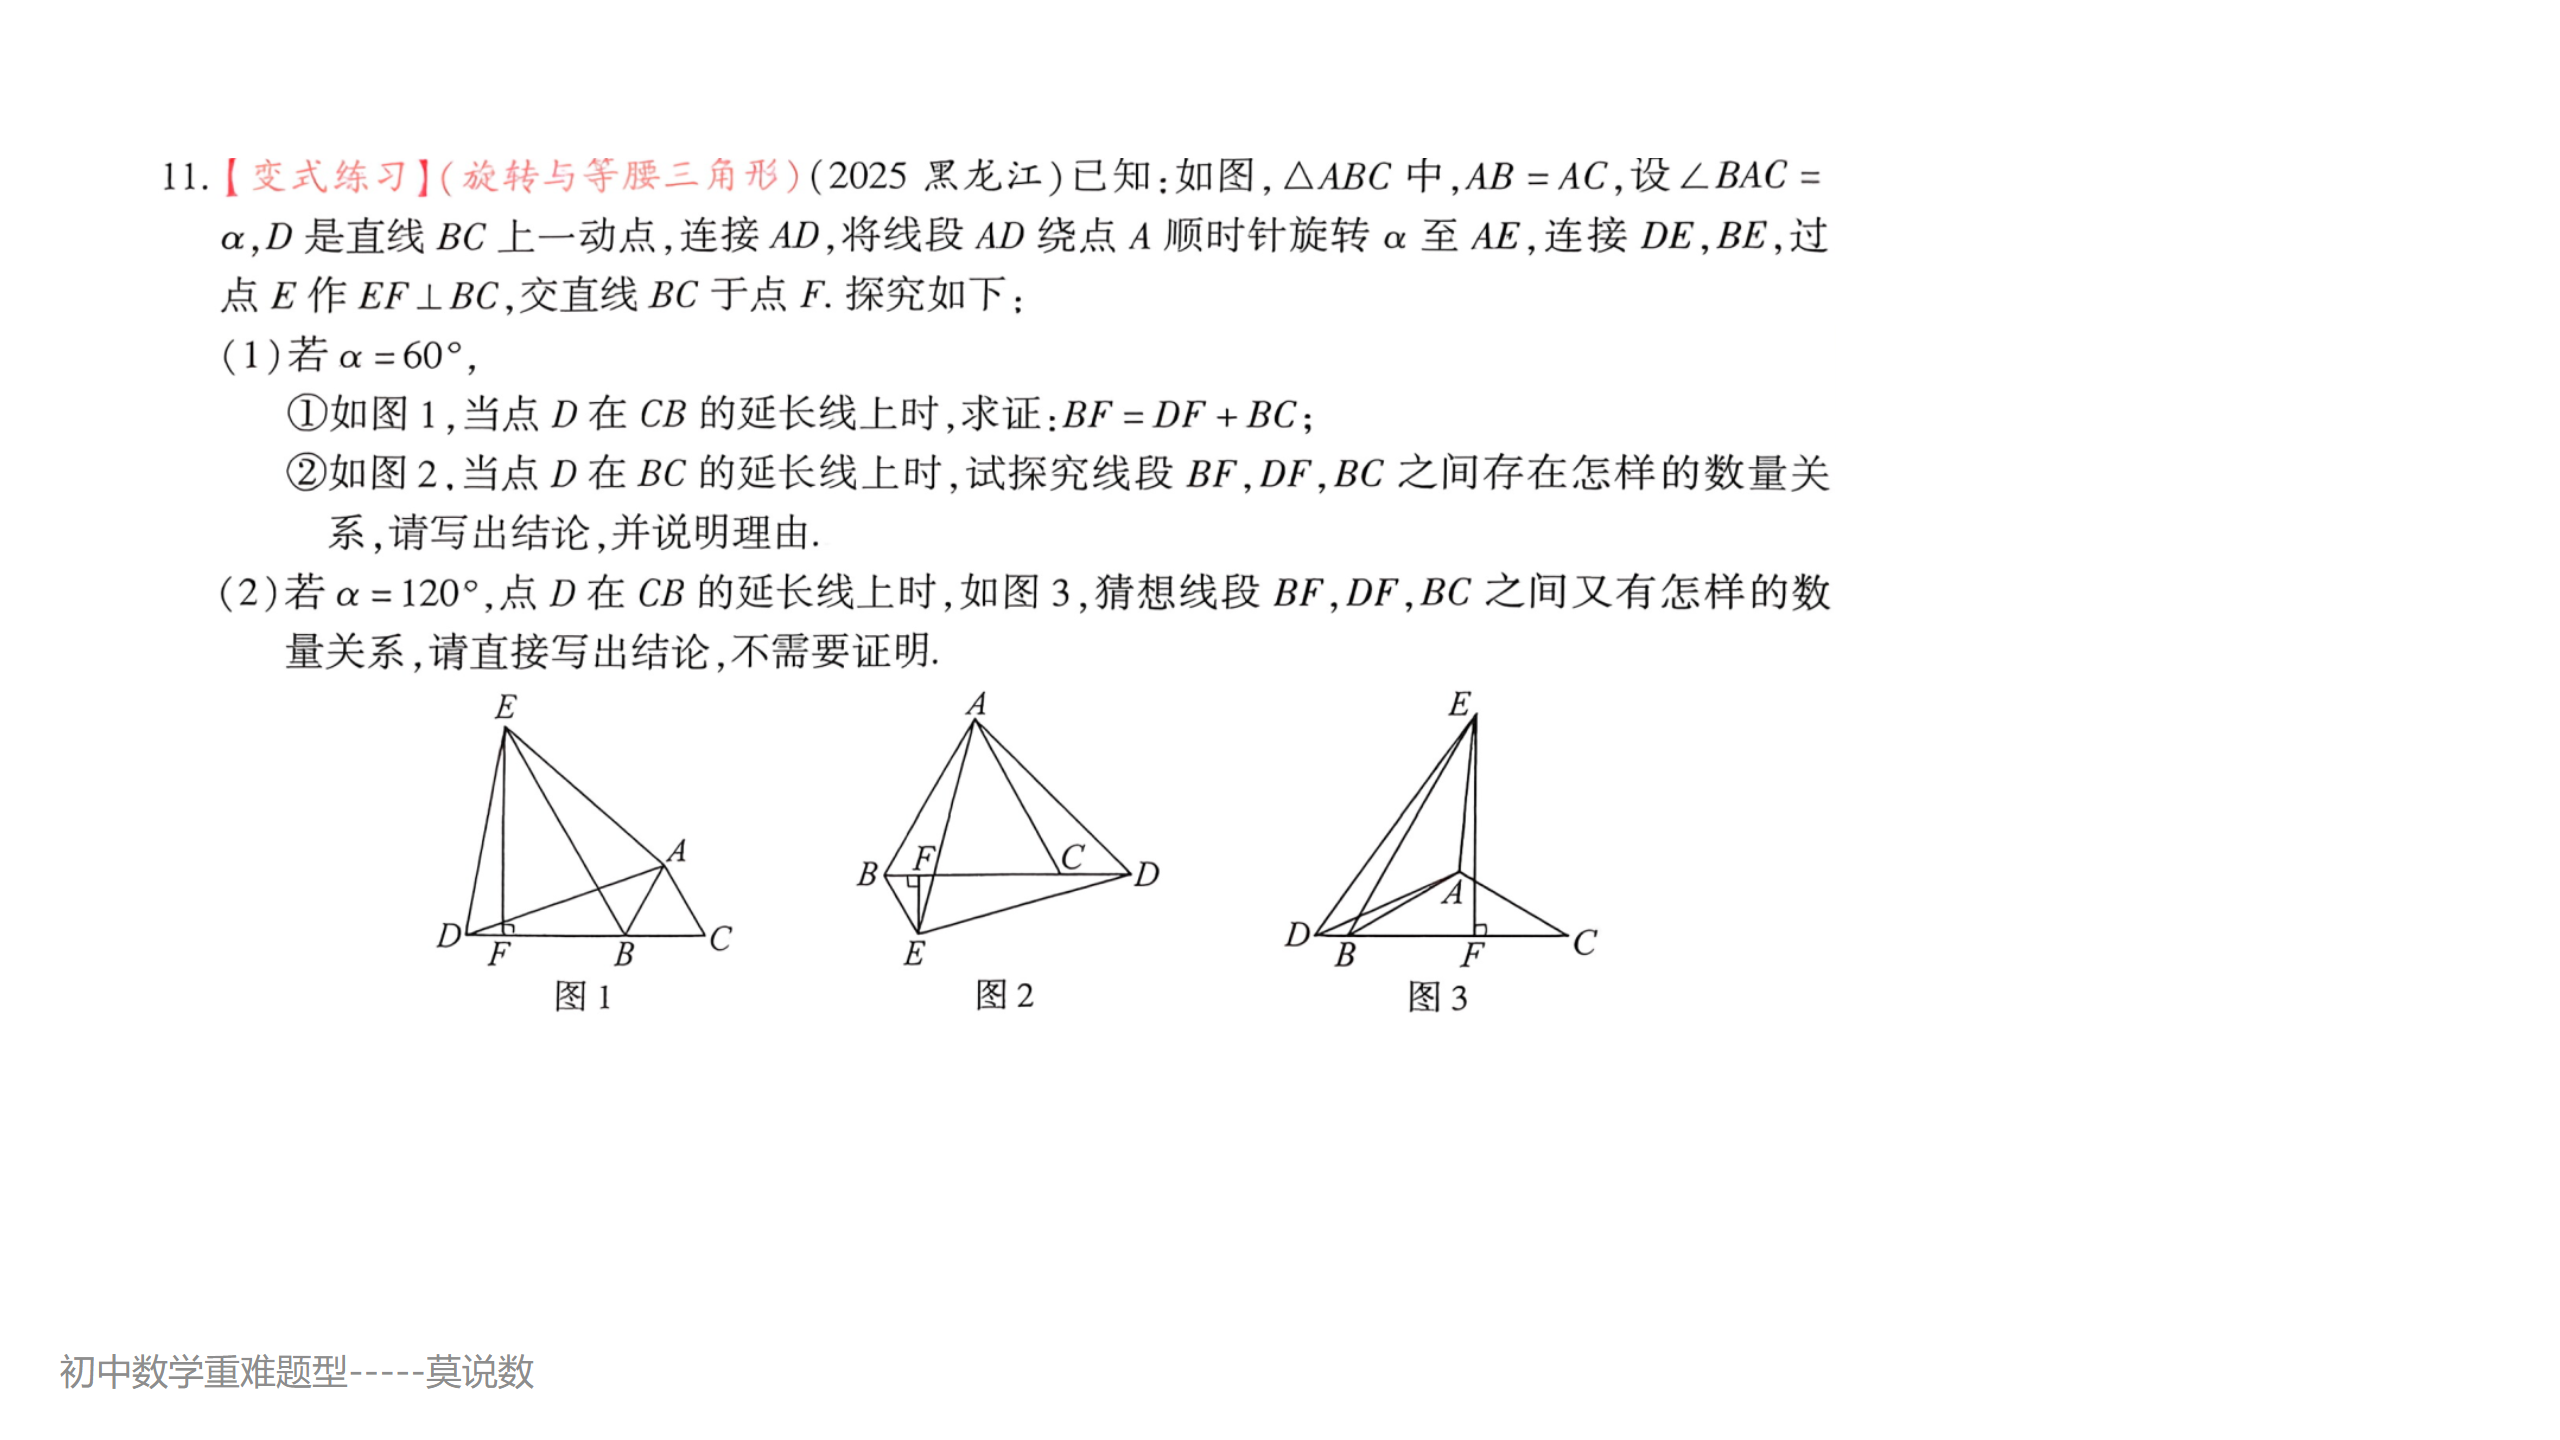 11.【变式练习】(旋转与等腰三角形)(2025 黑龙江)已知:如图,△ABC 中,AB = AC,设∠BAC =
α,D 是直线 BC 上一动点,连接 AD,将线段 AD 绕点 A 顺时针旋转 α 至 AE,连接 DE,BE,过
点 E 作 EF⊥BC,交直线 BC 于点 F. 探究如下:
(1)若 α = 60°,
①如图 1,当点 D 在 CB 的延长线上时,求证:BF = DF + BC;
②如图 2.当点 D 在 BC 的延长线上时,试探究线段 BF,DF,BC 之间存在怎样的数量关
系,请写出结论,并说明理由.
(2)若 α = 120°,点 D 在 CB 的延长线上时,如图 3,猜想线段 BF,DF,BC 之间又有怎样的数
量关系,请直接写出结论,不需要证明.
E
A
D F B C
图 1
A
B F C D
E
图 2
E
A
D B F C
图 3
初中数学重难题型-----莫说数